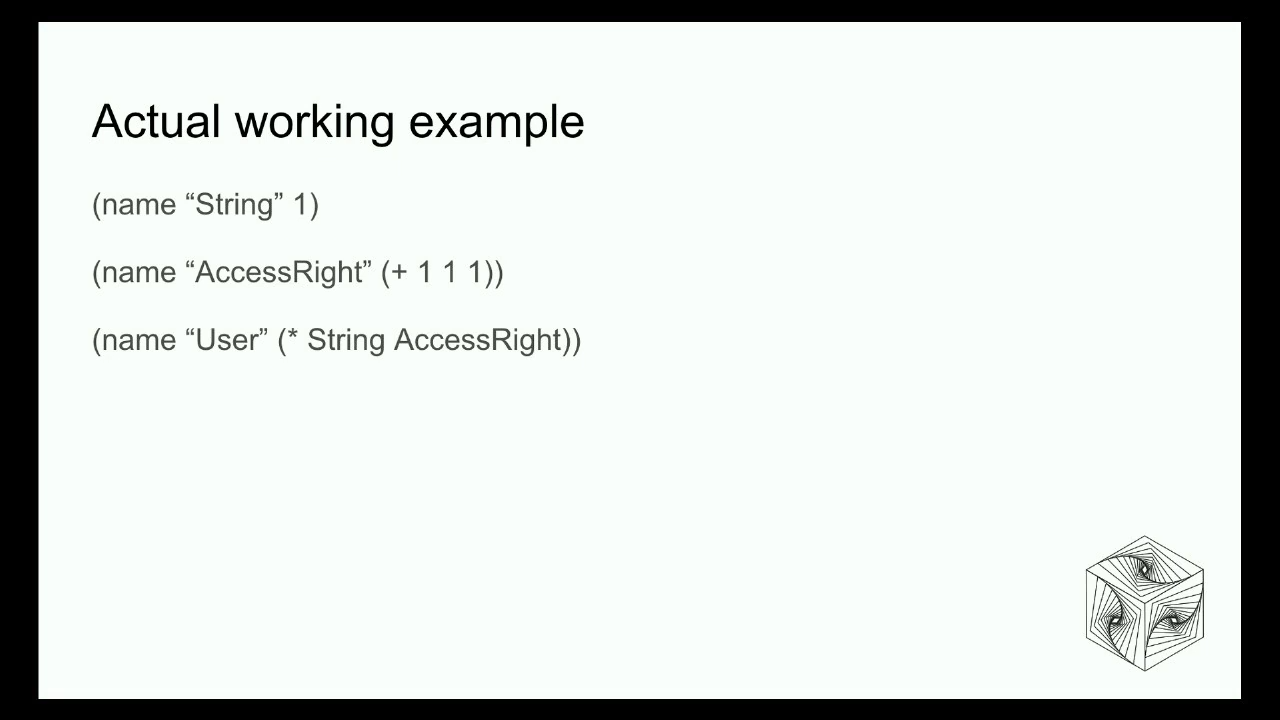 Actual working example
(name “String” 1)
(name “AccessRight” (+ 1 1 1))
(name “User” (* String AccessRight))